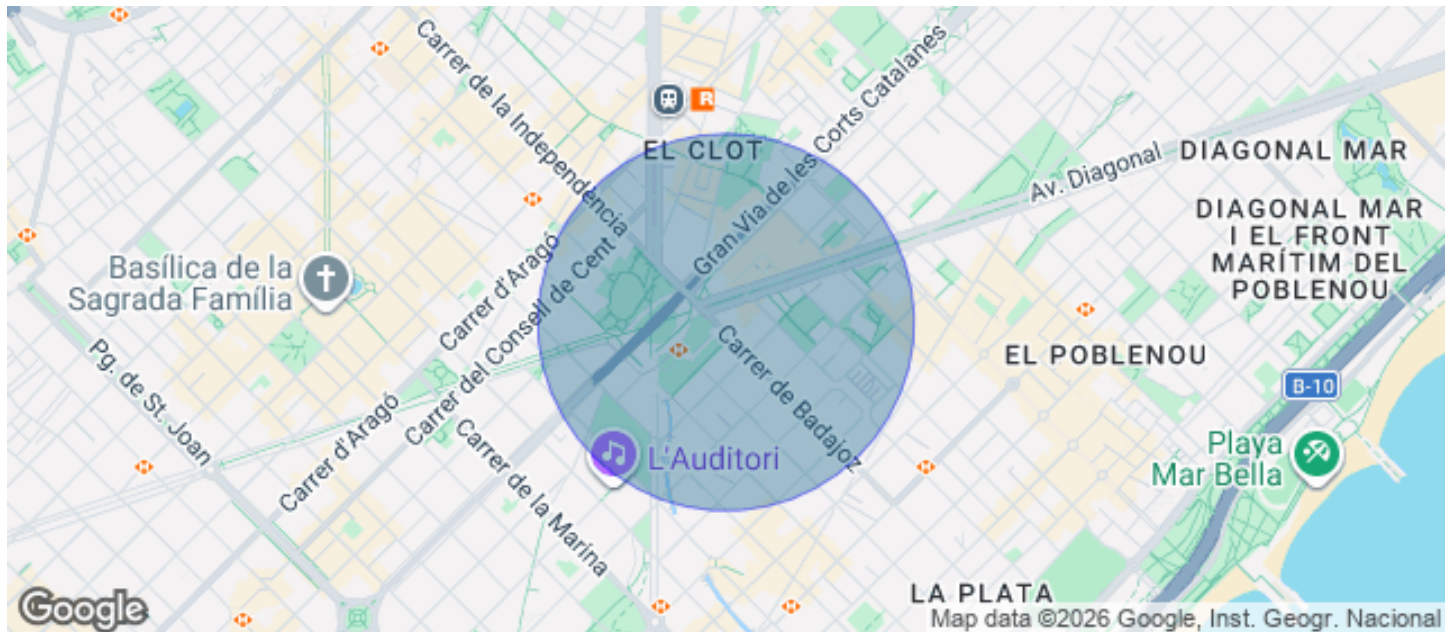 Carrer de la Independència
Gran Via de les Corts Catalanes
R
EL CLOT
Av. Diagonal
DIAGONAL MAR
DIAGONAL MAR
I EL FRONT
MARÍTIM DEL
POBLENOU
Basílica de la
Sagrada Família
Carrer d'Aragó
Carrer del Consell de Cent
Carrer de Badajoz
EL POBLENOU
B-10
Pg. de St. Joan
Carrer d'Aragó
Carrer de la Marina
L'Auditori
Playa
Mar Bella
LA PLATA
Google
Map data ©2026 Google, Inst. Geogr. Nacional